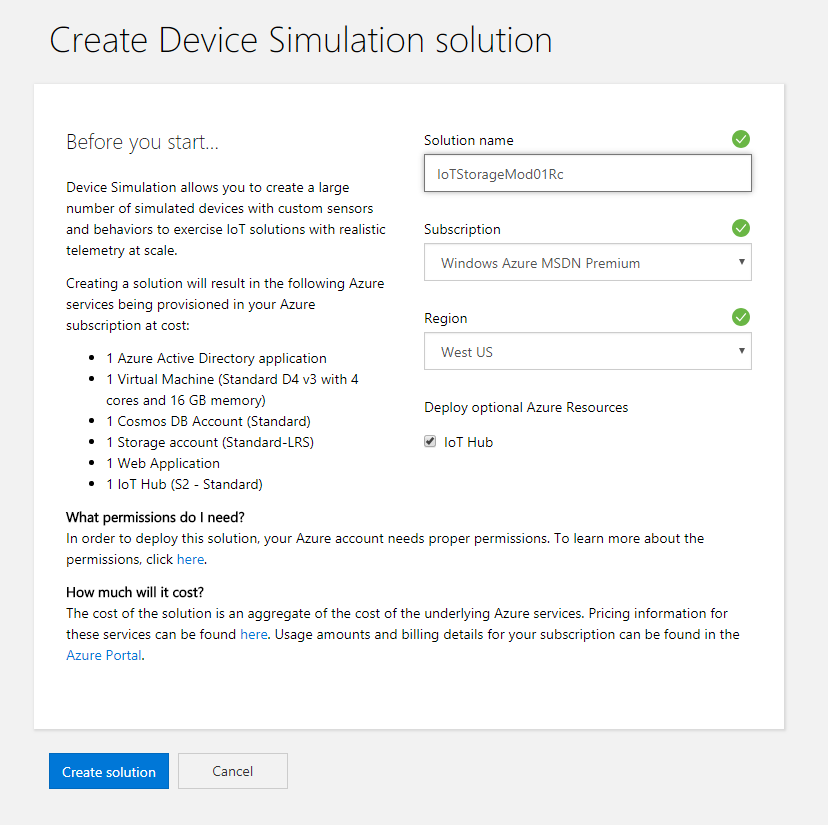 Create Device Simulation solution
Before you start...
Device Simulation allows you to create a large
number of simulated devices with custom sensors
and behaviors to exercise IoT solutions with realistic
telemetry at scale.
Creating a solution will result in the following Azure
services being provisioned in your Azure
subscription at cost:
• 1 Azure Active Directory application
• 1 Virtual Machine (Standard D4 v3 with 4
cores and 16 GB memory)
• 1 Cosmos DB Account (Standard)
• 1 Storage account (Standard-LRS)
• 1 Web Application
• 1 IoT Hub (S2 - Standard)
Solution name
IoTStorageMod01Rc
Subscription
Windows Azure MSDN Premium
Region
West US
Deploy optional Azure Resources
IoT Hub
What permissions do I need?
In order to deploy this solution, your Azure account needs proper permissions. To learn more about the
permissions, click here.
How much will it cost?
The cost of the solution is an aggregate of the cost of the underlying Azure services. Pricing information for
these services can be found here. Usage amounts and billing details for your subscription can be found in the
Azure Portal.
Create solution
Cancel